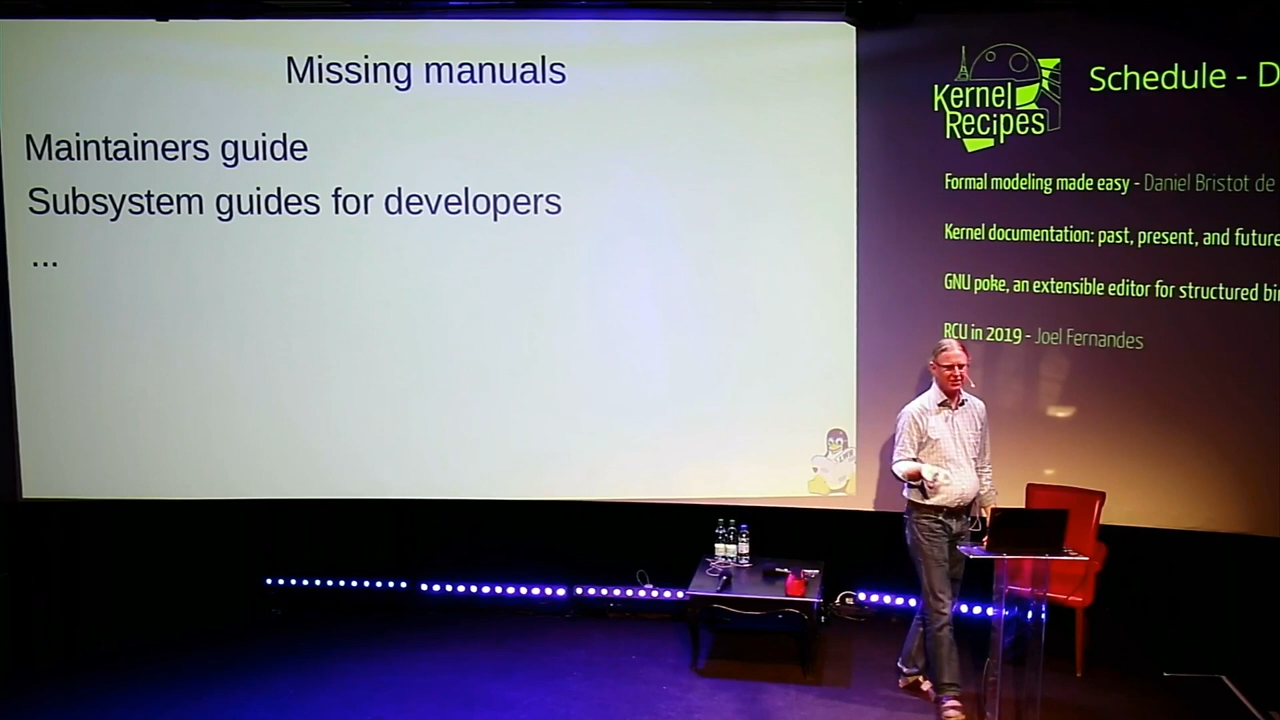 Missing manuals
Maintainers guide
Subsystem guides for developers
...
Kernel
Recipes
Schedule - D
Formal modeling made easy - Daniel Bristot de
Kernel documentation: past, present, and future
GNU poke, an extensible editor for structured bi
RCU in 2019 - Joel Fernandes